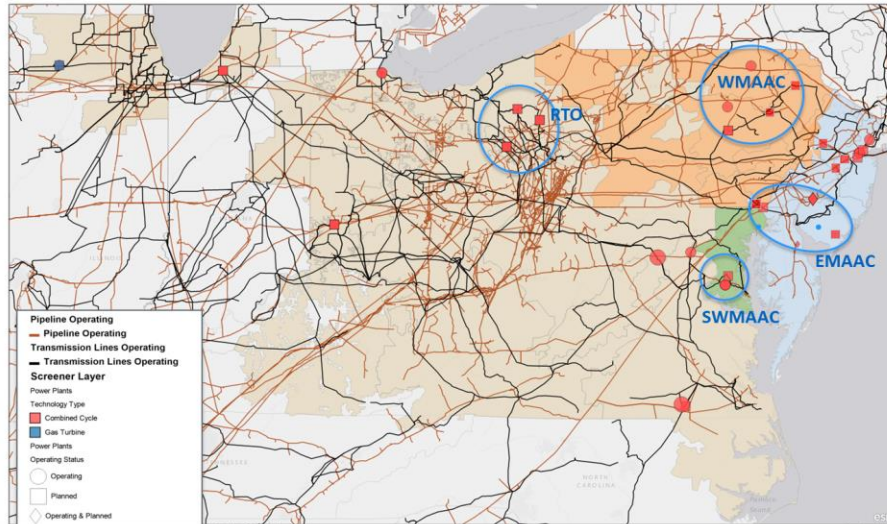 WMAAC
RTO
EMAAC
SWMAAC
ILLINOIS
NORTH
CAROLINA
Pipeline Operating
Pipeline Operating
Transmission Lines Operating
Transmission Lines Operating
Screener Layer
Power Plants
Technology Type
Combined Cycle
Gas Turbine
Power Plants
Operating Status
Operating
Planned
Operating & Planned